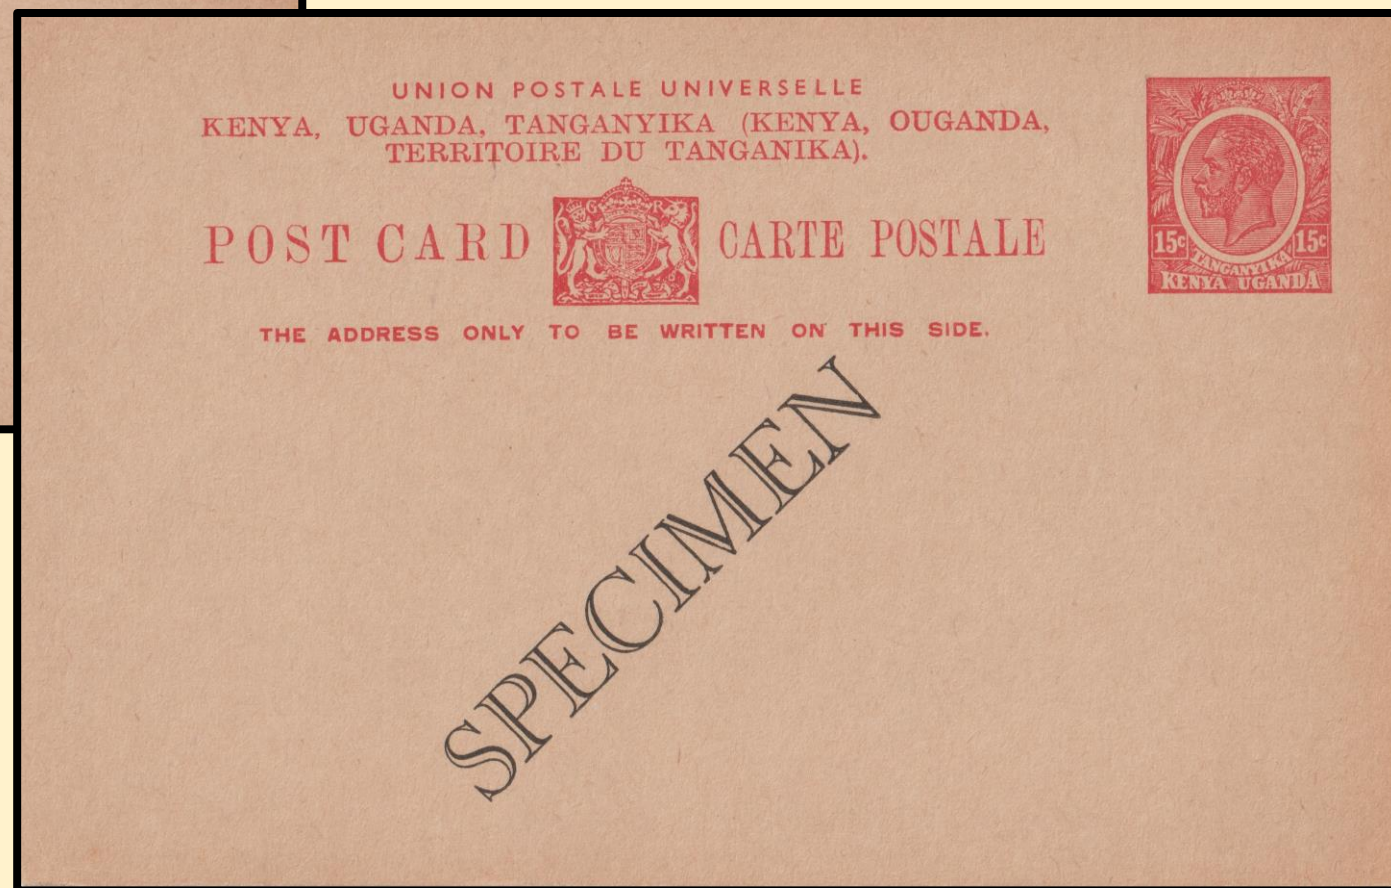 UNION POSTALE UNIVERSELLE
KENYA, UGANDA, TANGANYIKA (KENYA, OUGANDA,
TERRITOIRE DU TANGANIKA).
POST CARD G R CARTE POSTALE
15c 15c
TANGANYIKA
KENYA UGANDA
THE ADDRESS ONLY TO BE WRITTEN ON THIS SIDE.
SPECIMEN